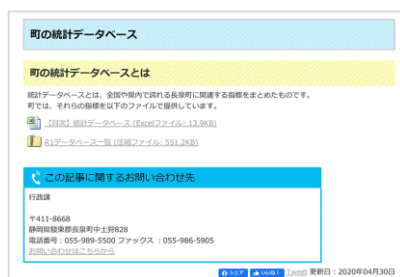 町の統計データベース
町の統計データベースとは
統計データベースとは、全国や県内で誇れる長泉町に関連する指標をまとめたものです。
町では、それらの指標を以下のファイルで提供しています。
【目次】統計データベース (Excelファイル: 13.9KB)
R1データベース一覧 (圧縮ファイル: 551.2KB)
この記事に関するお問い合わせ先
行政課
〒411-8668
静岡県駿東郡長泉町中土狩828
電話番号：055-989-5500 ファックス ：055-986-5905
お問い合わせはこちらから
シェア いいね! Tweet 更新日：2020年04月30日